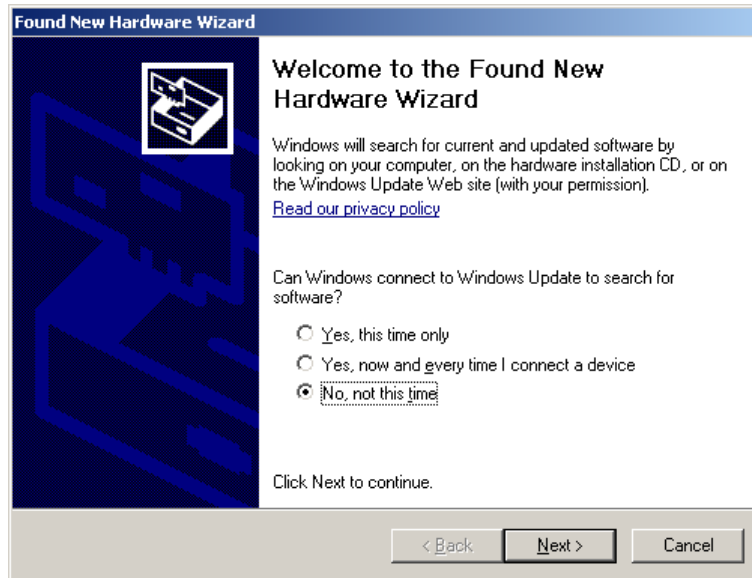 Found New Hardware Wizard
Welcome to the Found New
Hardware Wizard
Windows will search for current and updated software by
looking on your computer, on the hardware installation CD, or on
the Windows Update Web site (with your permission).
Read our privacy policy
Can Windows connect to Windows Update to search for
software?
Yes, this time only
Yes, now and every time I connect a device
No, not this time
Click Next to continue.
< Back Next > Cancel